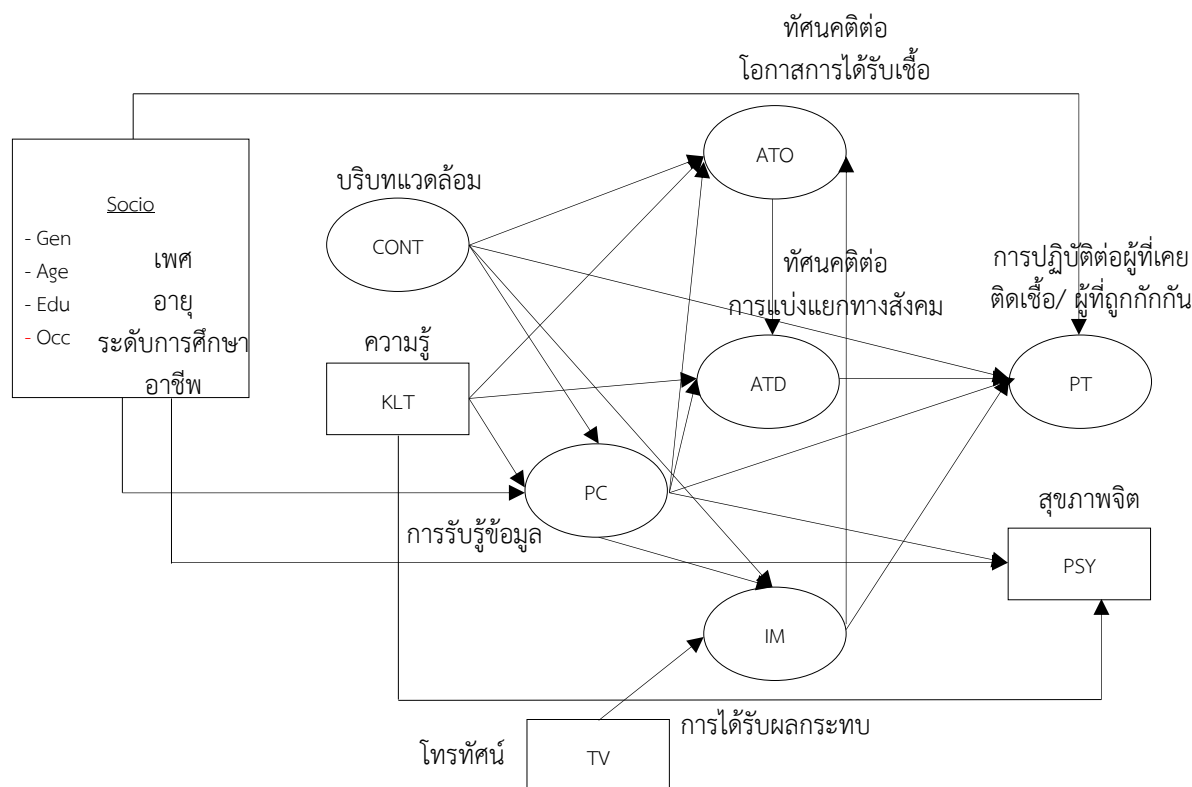 ทัศนคติต่อ
โอกาสการได้รับเชื้อ
ATO
บริบทแวดล้อม
CONT
Socio
- Gen
- Age
- Edu
- Occ
เพศ
อายุ
ระดับการศึกษา
อาชีพ
ทัศนคติต่อ
การแบ่งแยกทางสังคม
ATD
การปฏิบัติต่อผู้ที่เคย
ติดเชื้อ/ ผู้ที่ถูกกักกัน
PT
ความรู้
KLT
PC
การรับรู้ข้อมูล
สุขภาพจิต
PSY
IM
การได้รับผลกระทบ
โทรทัศน์
TV